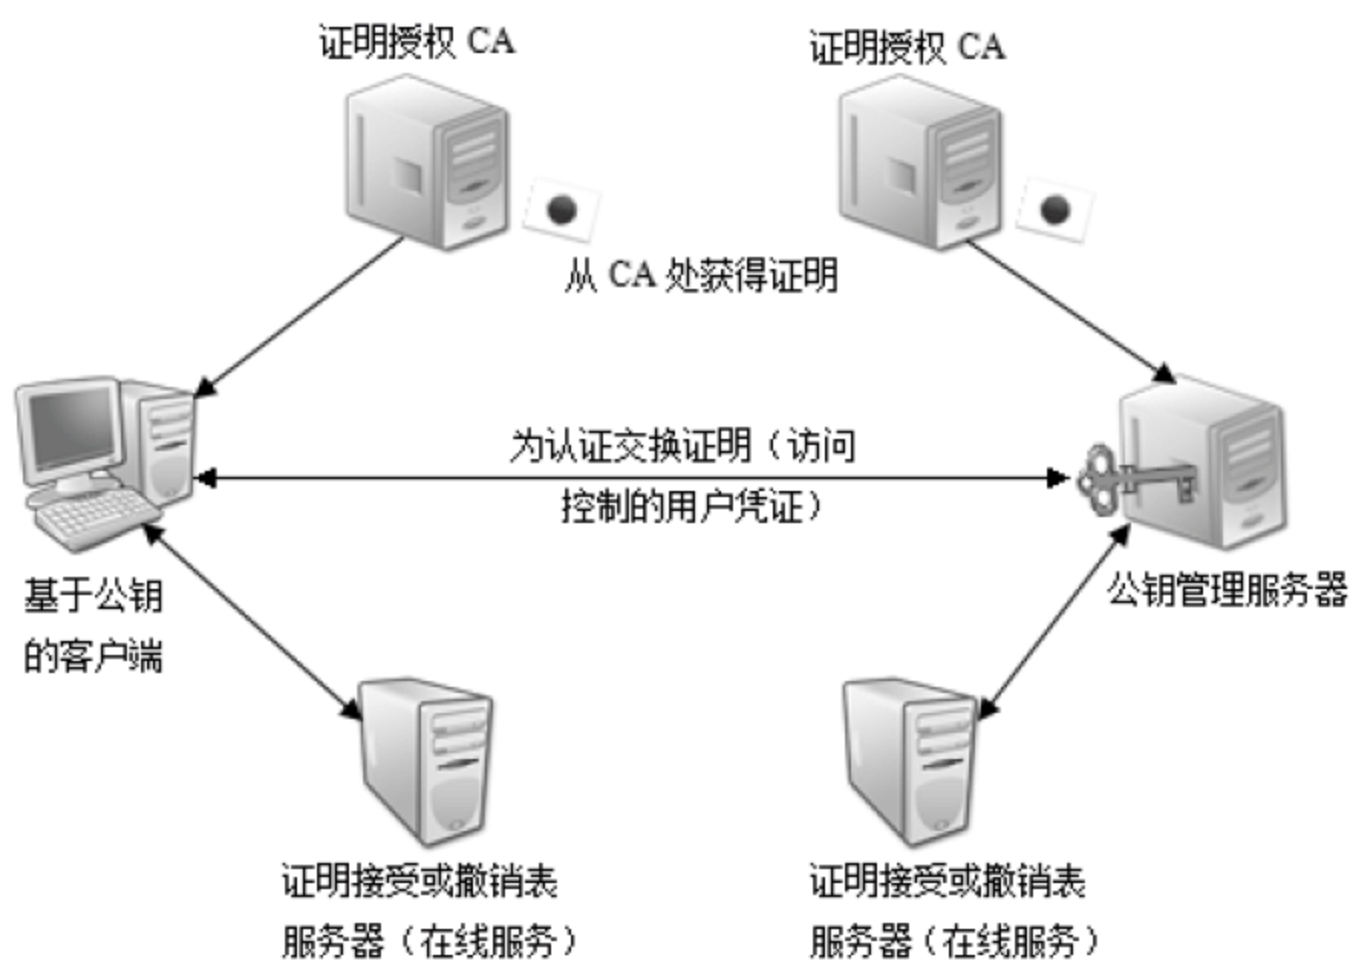 证明授权 CA
证明授权 CA
从 CA 处获得证明
为认证交换证明（访问
控制的用户凭证）
基于公钥
的客户端
公钥管理服务器
证明接受或撤销表
服务器（在线服务）
证明接受或撤销表
服务器（在线服务）